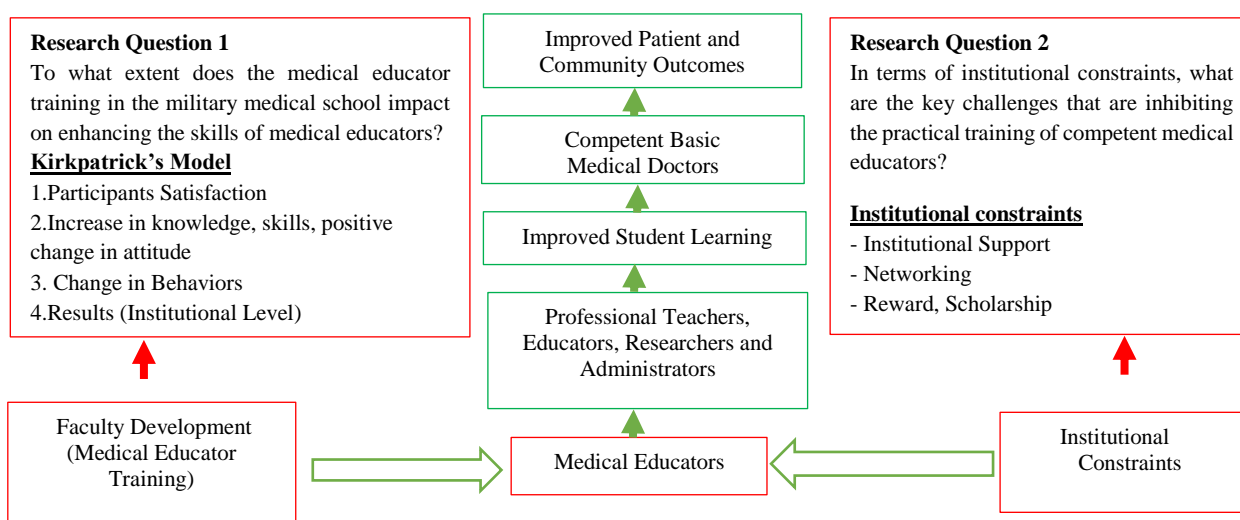 Research Question 1
To what extent does the medical educator
training in the military medical school impact
on enhancing the skills of medical educators?
Kirkpatrick's Model
1.Participants Satisfaction
2.Increase in knowledge, skills, positive
change in attitude
3. Change in Behaviors
4.Results (Institutional Level)
Improved Patient and
Community Outcomes
Competent Basic
Medical Doctors
Improved Student Learning
Professional Teachers,
Educators, Researchers and
Administrators
Research Question 2
In terms of institutional constraints, what
are the key challenges that are inhibiting
the practical training of competent medical
educators?
Institutional constraints
- Institutional Support
- Networking
- Reward, Scholarship
Faculty Development
(Medical Educator
Training)
Medical Educators
Institutional
Constraints